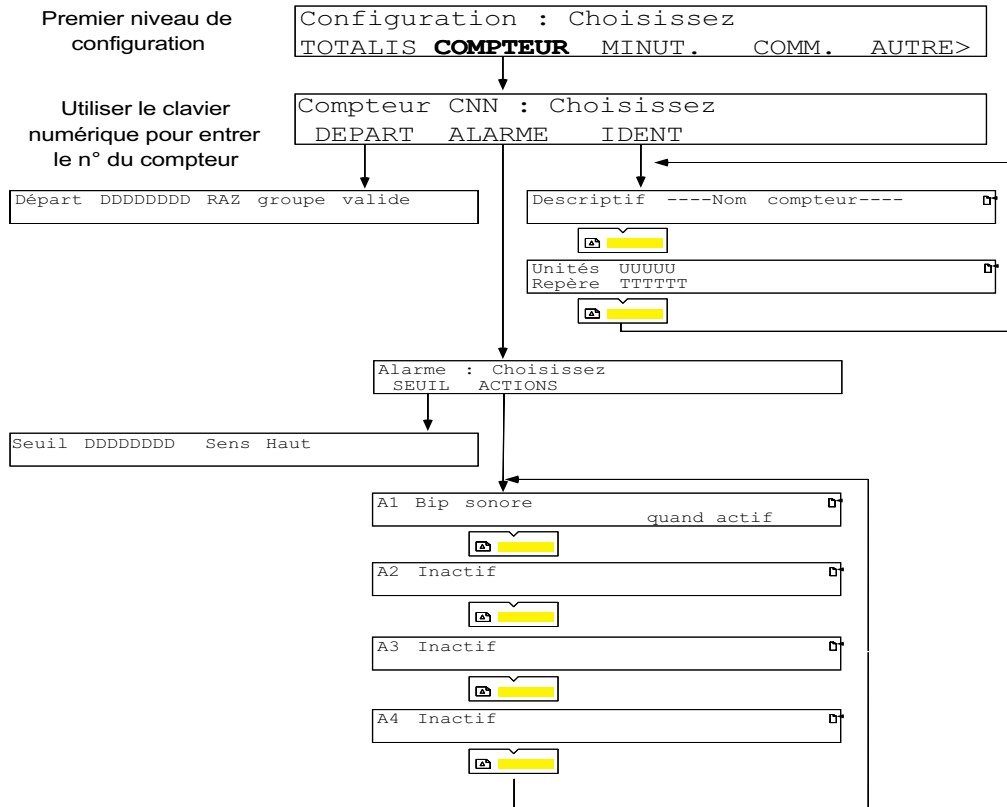 Premier niveau de
configuration
Configuration : Choisissez
TOTALIS COMPTEUR MINUT. COMM. AUTRE>
Utiliser le clavier
numérique pour entrer
le n° du compteur
Compteur CNN : Choisissez
DEPART ALARME IDENT
Départ DDDDDDDD RAZ groupe valide
Descriptif ----Nom compteur----
Unités UUUUU
Repère TTTTTT
Alarme : Choisissez
SEUIL ACTIONS
Seuil DDDDDDDD Sens Haut
A1 Bip sonore
quand actif
A2 Inactif
A3 Inactif
A4 Inactif